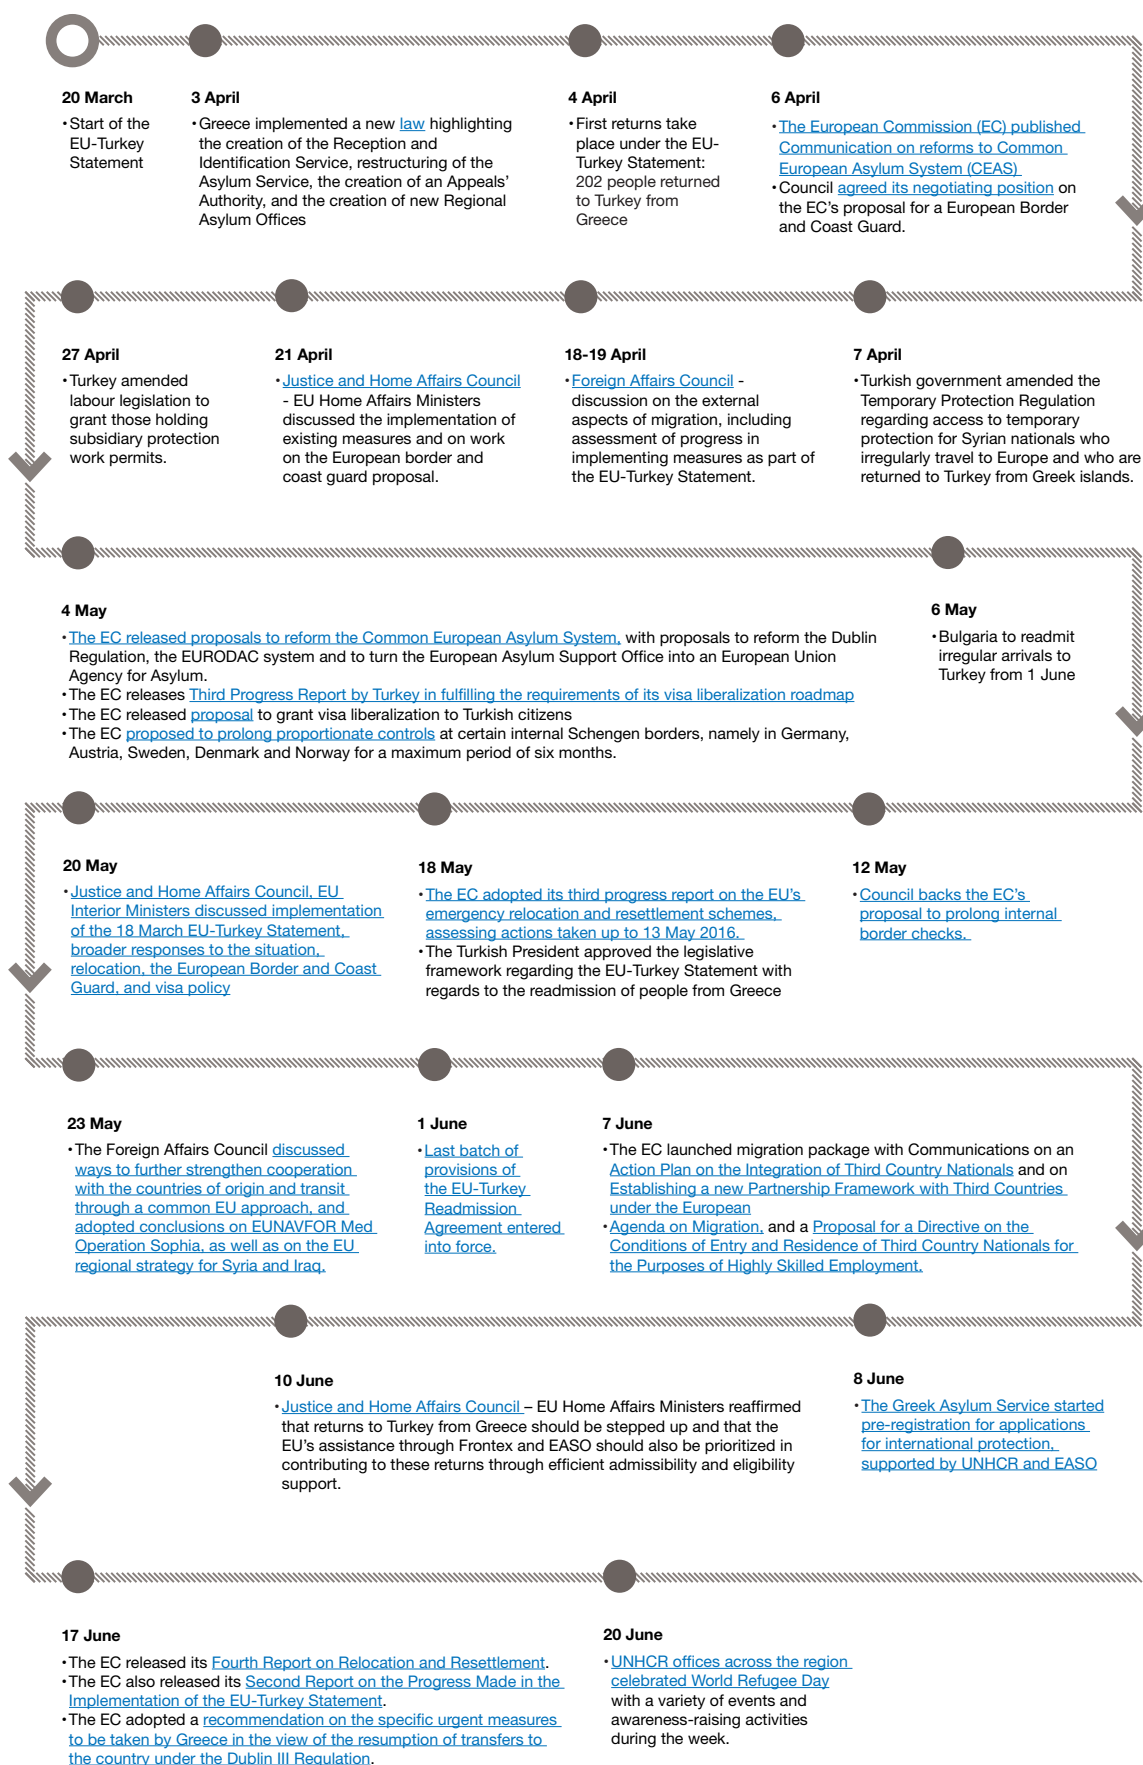 20 March
•Start of the
EU-Turkey
Statement
3 April
•Greece implemented a new law highlighting
the creation of the Reception and
Identification Service, restructuring of the
Asylum Service, the creation of an Appeals'
Authority, and the creation of new Regional
Asylum Offices
4 April
•First returns take
place under the EU-
Turkey Statement:
202 people returned
to Turkey from
Greece
6 April
•The European Commission (EC) published
Communication on reforms to Common
European Asylum System (CEAS)
•Council agreed its negotiating position on
the EC's proposal for a European Border
and Coast Guard.
27 April
•Turkey amended
labour legislation to
grant those holding
subsidiary protection
work permits.
21 April
•Justice and Home Affairs Council
- EU Home Affairs Ministers
discussed the implementation of
existing measures and on work
on the European border and
coast guard proposal.
18-19 April
•Foreign Affairs Council -
discussion on the external
aspects of migration, including
assessment of progress in
implementing measures as part of
the EU-Turkey Statement.
7 April
•Turkish government amended the
Temporary Protection Regulation
regarding access to temporary
protection for Syrian nationals who
irregularly travel to Europe and who are
returned to Turkey from Greek islands.
4 May
•The EC released proposals to reform the Common European Asylum System, with proposals to reform the Dublin
Regulation, the EURODAC system and to turn the European Asylum Support Office into an European Union
Agency for Asylum.
•The EC releases Third Progress Report by Turkey in fulfilling the requirements of its visa liberalization roadmap
•The EC released proposal to grant visa liberalization to Turkish citizens
•The EC proposed to prolong proportionate controls at certain internal Schengen borders, namely in Germany,
Austria, Sweden, Denmark and Norway for a maximum period of six months.
6 May
•Bulgaria to readmit
irregular arrivals to
Turkey from 1 June
20 May
•Justice and Home Affairs Council, EU
Interior Ministers discussed implementation
of the 18 March EU-Turkey Statement,
broader responses to the situation,
relocation, the European Border and Coast
Guard, and visa policy
18 May
•The EC adopted its third progress report on the EU's
emergency relocation and resettlement schemes,
assessing actions taken up to 13 May 2016.
•The Turkish President approved the legislative
framework regarding the EU-Turkey Statement with
regards to the readmission of people from Greece
12 May
•Council backs the EC's
proposal to prolong internal
border checks.
23 May
•The Foreign Affairs Council discussed
ways to further strengthen cooperation
with the countries of origin and transit
through a common EU approach, and
adopted conclusions on EUNAVFOR Med
Operation Sophia, as well as on the EU
regional strategy for Syria and Iraq.
1 June
•Last batch of
provisions of
the EU-Turkey
Readmission
Agreement entered
into force.
7 June
•The EC launched migration package with Communications on an
Action Plan on the Integration of Third Country Nationals and on
Establishing a new Partnership Framework with Third Countries
under the European
•Agenda on Migration, and a Proposal for a Directive on the
Conditions of Entry and Residence of Third Country Nationals for
the Purposes of Highly Skilled Employment.
10 June
•Justice and Home Affairs Council – EU Home Affairs Ministers reaffirmed
that returns to Turkey from Greece should be stepped up and that the
EU's assistance through Frontex and EASO should also be prioritized in
contributing to these returns through efficient admissibility and eligibility
support.
8 June
•The Greek Asylum Service started
pre-registration for applications
for international protection,
supported by UNHCR and EASO
17 June
•The EC released its Fourth Report on Relocation and Resettlement.
•The EC also released its Second Report on the Progress Made in the
Implementation of the EU-Turkey Statement.
•The EC adopted a recommendation on the specific urgent measures
to be taken by Greece in the view of the resumption of transfers to
the country under the Dublin III Regulation.
20 June
•UNHCR offices across the region
celebrated World Refugee Day
with a variety of events and
awareness-raising activities
during the week.